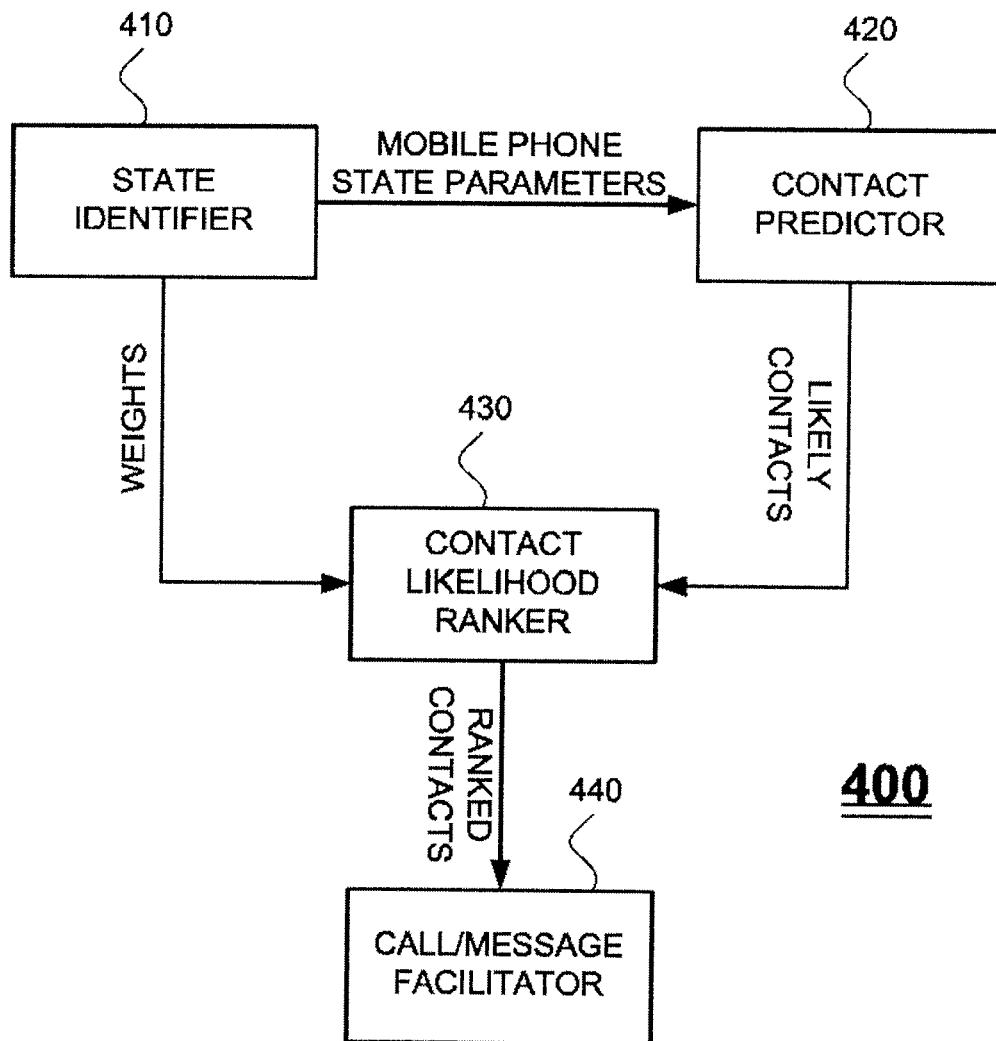 410
420
STATE
IDENTIFIER
MOBILE PHONE
STATE PARAMETERS
CONTACT
PREDICTOR
WEIGHTS
LIKELY
CONTACTS
430
CONTACT
LIKELIHOOD
RANKER
RANKED
CONTACTS
400
440
CALL/MESSAGE
FACILITATOR